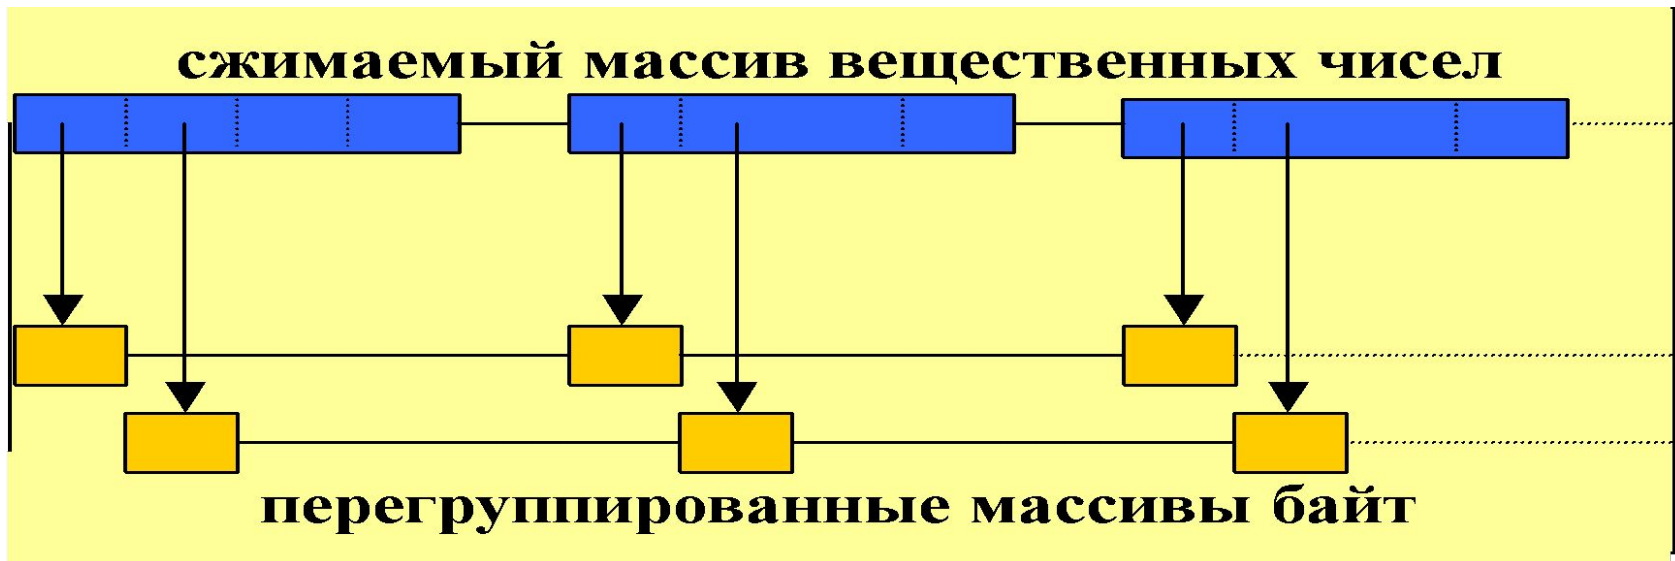 сжимаемый массив вещественных чисел
перегруппированные массивы байт